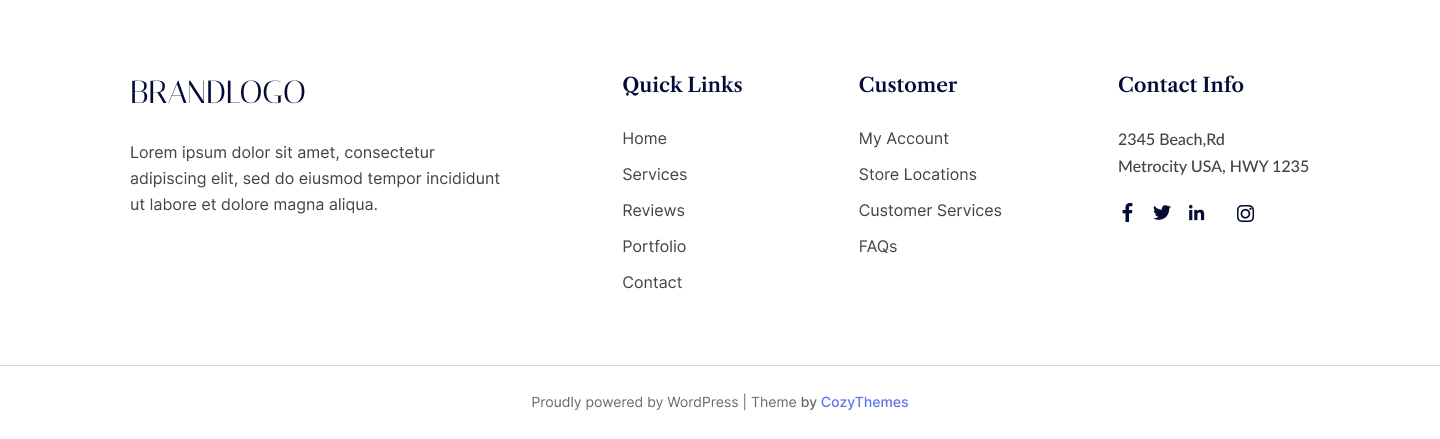 BRANDLOGO
Lorem ipsum dolor sit amet, consectetur
adipiscing elit, sed do eiusmod tempor incididunt
ut labore et dolore magna aliqua.
Quick Links
Home
Services
Reviews
Portfolio
Contact
Customer
My Account
Store Locations
Customer Services
FAQs
Contact Info
2345 Beach,Rd
Metrocity USA, HWY 1235
Proudly powered by WordPress | Theme by CozyThemes